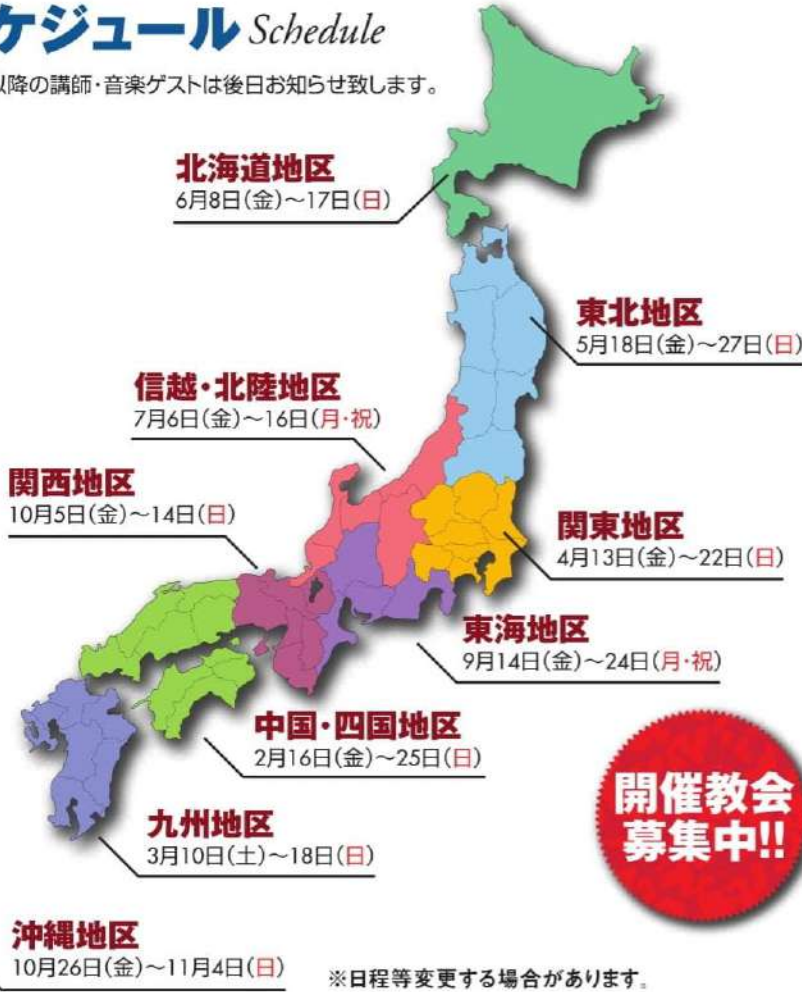 ケジュール Schedule
以降の講師・音楽ゲストは後日お知らせ致します。
北海道地区
6月8日(金)〜17日(日)
東北地区
5月18日(金)〜27日(日)
信越・北陸地区
7月6日(金)〜16日(月・祝)
関西地区
10月5日(金)〜14日(日)
関東地区
4月13日(金)〜22日(日)
東海地区
9月14日(金)〜24日(月・祝)
中国・四国地区
2月16日(金)〜25日(日)
開催教会
募集中!!
九州地区
3月10日(土)〜18日(日)
沖縄地区
10月26日(金)〜11月4日(日)
※日程等変更する場合があります。